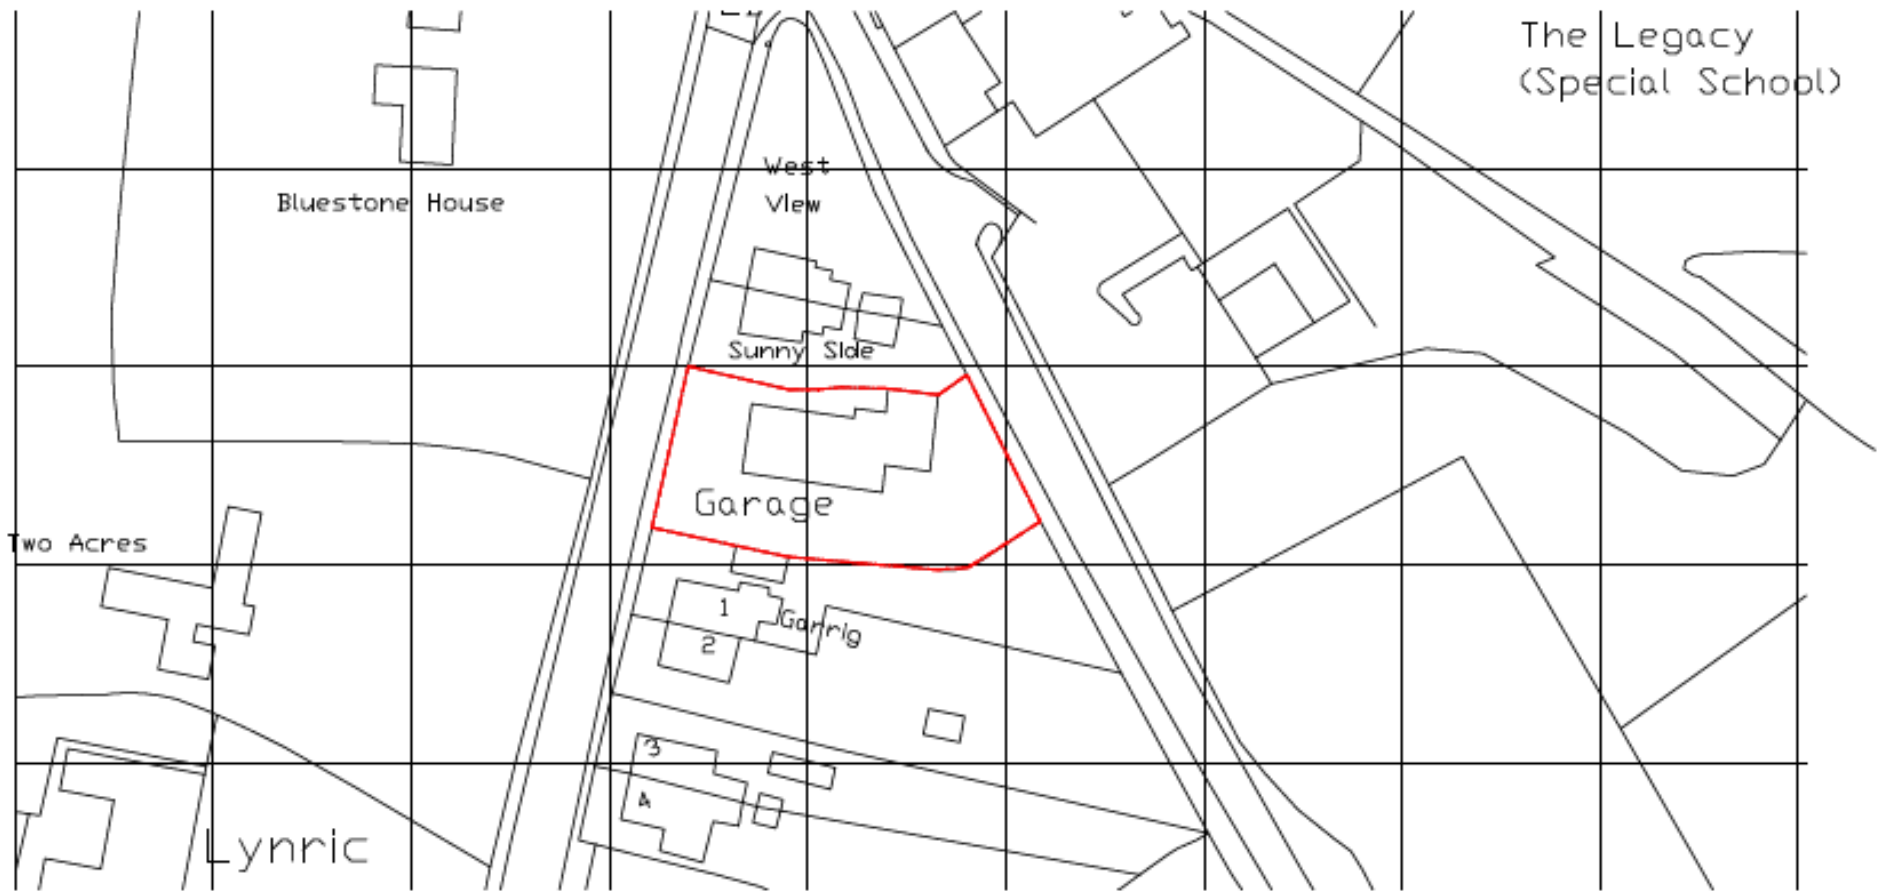 The Legacy
(Special School)
West
View
Bluestone House
Sunny Side
Garage
Two Acres
1
Garrig
2
3
4
Lynric